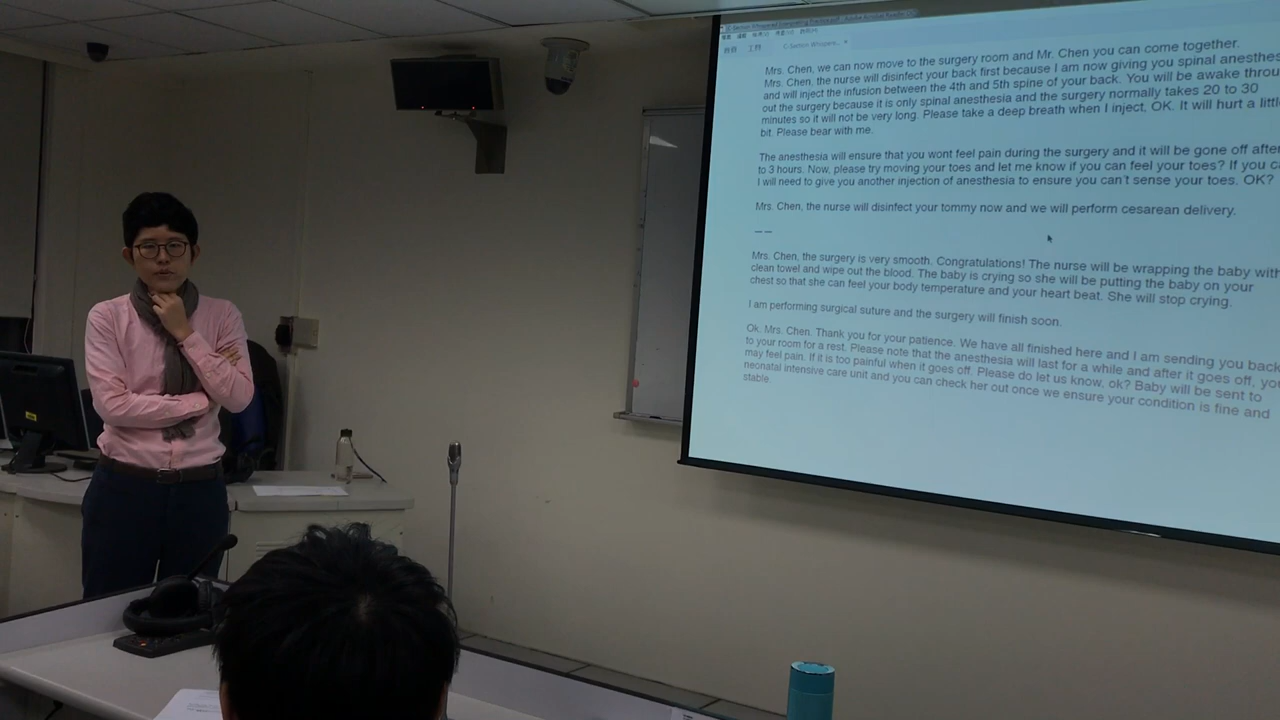 C-Section Whispered Interpreting Practice.pdf - Adobe Acrobat Reader DC
C-Section Whispere... ×
Mrs. Chen, we can now move to the surgery room and Mr. Chen you can come together.
Mrs. Chen, the nurse will disinfect your back first because I am now giving you spinal anesthes
and will inject the infusion between the 4th and 5th spine of your back. You will be awake throu
out the surgery because it is only spinal anesthesia and the surgery normally takes 20 to 30
minutes so it will not be very long. Please take a deep breath when I inject, OK. It will hurt a little
bit. Please bear with me.
The anesthesia will ensure that you wont feel pain during the surgery and it will be gone off after
to 3 hours. Now, please try moving your toes and let me know if you can feel your toes? If you ca
I will need to give you another injection of anesthesia to ensure you can't sense your toes. OK?
Mrs. Chen, the nurse will disinfect your tommy now and we will perform cesarean delivery.
— —
Mrs. Chen, the surgery is very smooth. Congratulations! The nurse will be wrapping the baby with
clean towel and wipe out the blood. The baby is crying so she will be putting the baby on your
chest so that she can feel your body temperature and your heart beat. She will stop crying.
I am performing surgical suture and the surgery will finish soon.
Ok. Mrs. Chen. Thank you for your patience. We have all finished here and I am sending you back
to your room for a rest. Please note that the anesthesia will last for a while and after it goes off, you
may feel pain. If it is too painful when it goes off. Please do let us know, ok? Baby will be sent to
neonatal intensive care unit and you can check her out once we ensure your condition is fine and
stable.